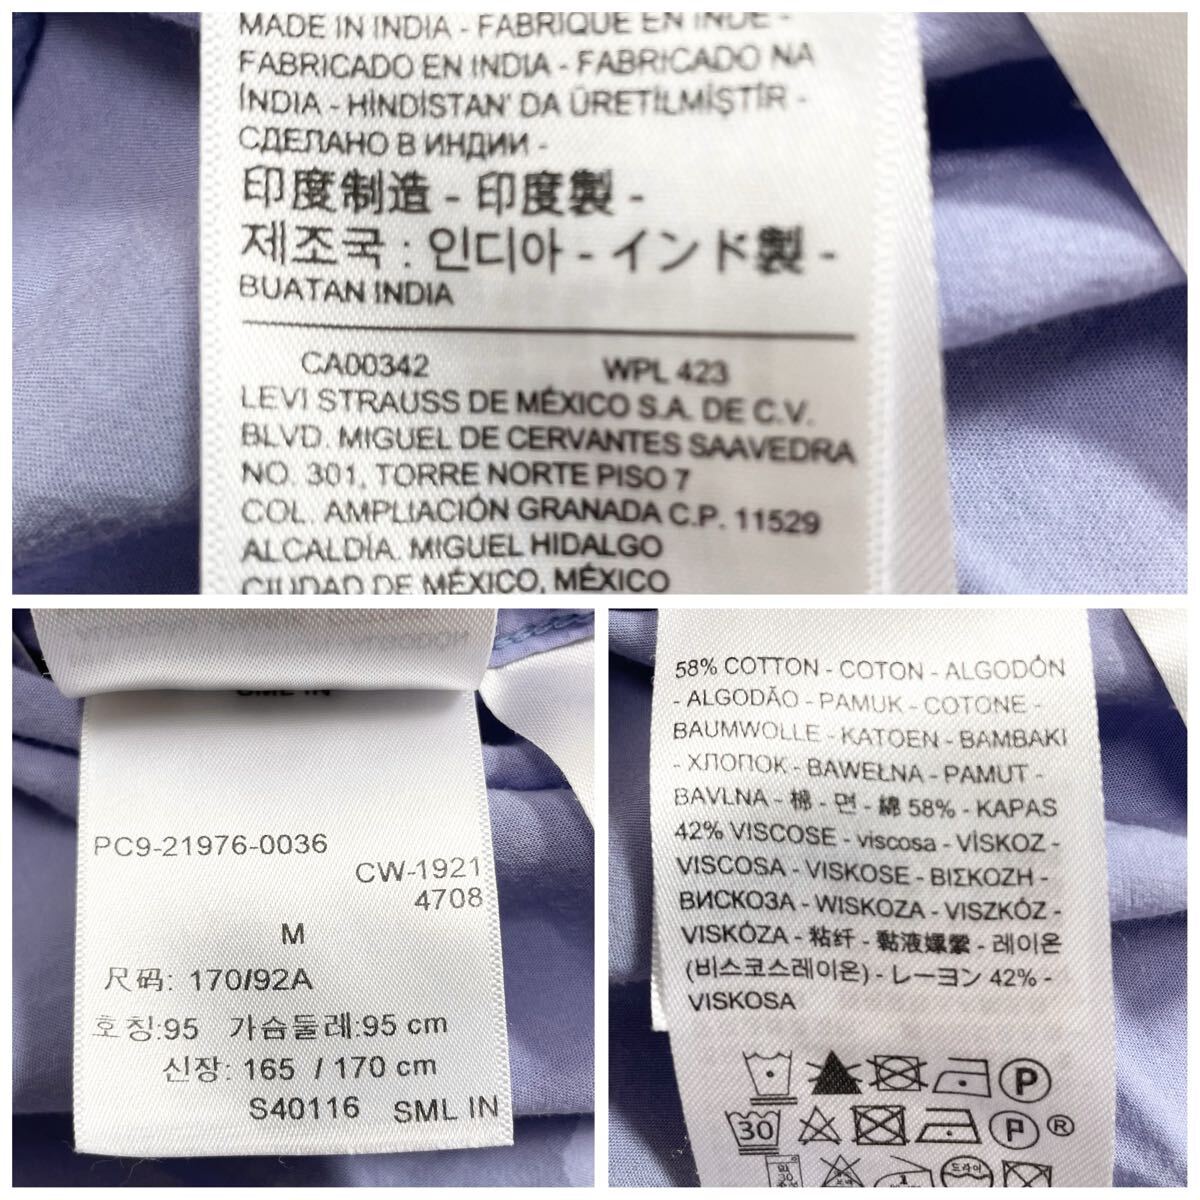 MADE IN INDIA - FABRIQUÉ EN INDE -
FABRICADO EN INDIA - FABRICADO NA
ÍNDIA - HİNDİSTAN' DA ÜRETİLMİŞTİR -
СДЕЛАНО В ИНДИИ -
印度制造 - 印度製 -
제조국 : 인디아 - インド製 -
BUATAN INDIA
CA00342 WPL 423
LEVI STRAUSS DE MÉXICO S.A. DE C.V.
BLVD. MIGUEL DE CERVANTES SAAVEDRA
NO. 301, TORRE NORTE PISO 7
COL. AMPLIACIÓN GRANADA C.P. 11529
ALCALDÍA. MIGUEL HIDALGO
CIUDAD DE MÉXICO, MÉXICO
SML IN
PC9-21976-0036
CW-1921
4708
M
尺码: 170/92A
호칭:95 가슴둘레:95 cm
신장: 165 / 170 cm
S40116 SML IN
58% COTTON - COTON - ALGODÓN
- ALGODÃO - PAMUK - COTONE -
BAUMWOLLE - KATOEN - BAMBAKI
- ХЛОПОК - BAWEŁNA - PAMUT -
BAVLNA - 棉 - 면 - 綿 58% - KAPAS
42% VISCOSE - viscosa - VİSKOZ -
VISCOSA - VISKOSE - ΒΙΣΚΟΖΗ -
ВИСКОЗА - WISKOZA - VISZKÓZ -
VISKÓZA - 粘纤 - 黏液嫘縈 - 레이온
(비스코스레이온) - レーヨン 42% -
VISKOSA
P
30 P ®
드라이